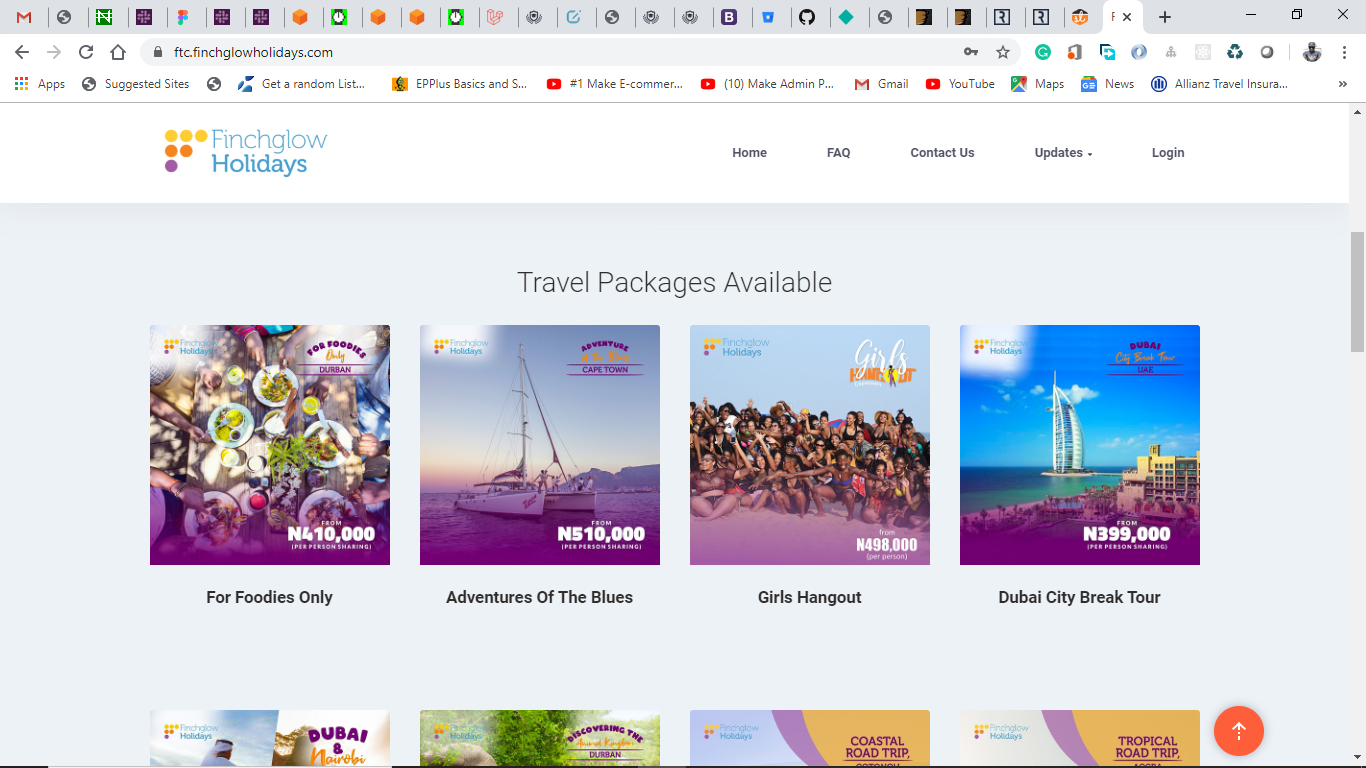 ftc.finchglowholidays.com
Apps
Suggested Sites
Get a random List...
EPPlus Basics and S...
#1 Make E-commer...
(10) Make Admin P...
Gmail
YouTube
Maps
News
Allianz Travel Insura...
»
Finchglow
Holidays
Home
FAQ
Contact Us
Updates
Login
Travel Packages Available
Finchglow
Holidays
FOR FOODIES
Only
DURBAN
FROM
N410,000
(PER PERSON SHARING)
Finchglow
Holidays
ADVENTURE
of the Blues
CAPE TOWN
FROM
N510,000
(PER PERSON SHARING)
Finchglow
Holidays
Girls
HANGOUT
from
N498,000
(per person)
Finchglow
Holidays
DUBAI
City Break Tour
UAE
FROM
N399,000
(PER PERSON SHARING)
For Foodies Only
Adventures Of The Blues
Girls Hangout
Dubai City Break Tour
Finchglow
Holidays
DUBAI
&
Nairobi
Finchglow
Holidays
DISCOVERING THE
Animal Kingdom
DURBAN
Finchglow
Holidays
COASTAL
ROAD TRIP,
COTONOU
Finchglow
Holidays
TROPICAL
ROAD TRIP,
ACCRA